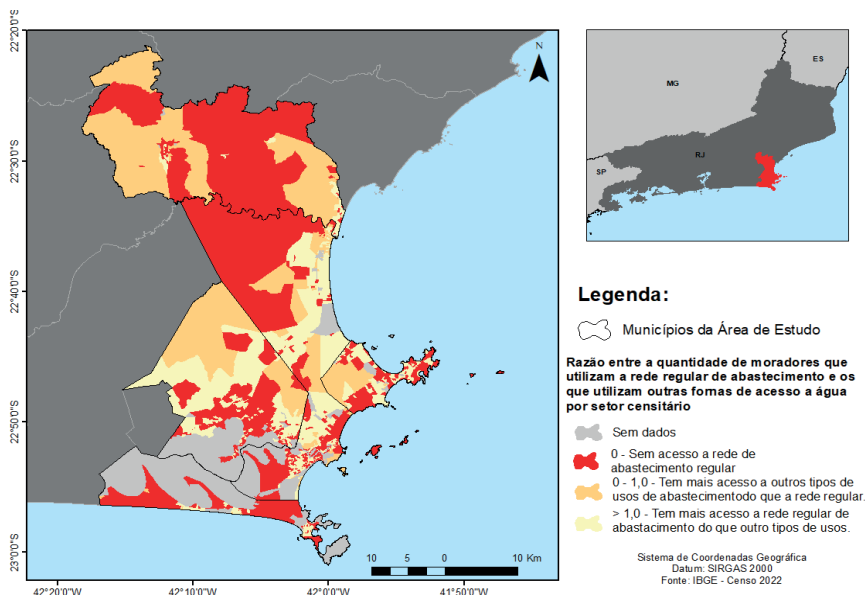 22°20'0"S
22°30'0"S
22°40'0"S
22°50'0"S
23°0'0"S
42°20'0"W
42°10'0"W
42°0'0"W
41°50'0"W
N
10 5 0 10 Km
MG
ES
RJ
SP
Legenda:
Municípios da Área de Estudo
Razão entre a quantidade de moradores que
utilizam a rede regular de abastecimento e os
que utilizam outras fornas de acesso a água
por setor censitário
Sem dados
0 - Sem acesso a rede de
abastecimento regular
0 - 1,0 - Tem mais acesso a outros tipos de
usos de abastecimentodo que a rede regular.
> 1,0 - Tem mais acesso a rede regular de
abastacimento do que outro tipos de usos.
Sistema de Coordenadas Geográfica
Datum: SIRGAS 2000
Fonte: IBGE - Censo 2022